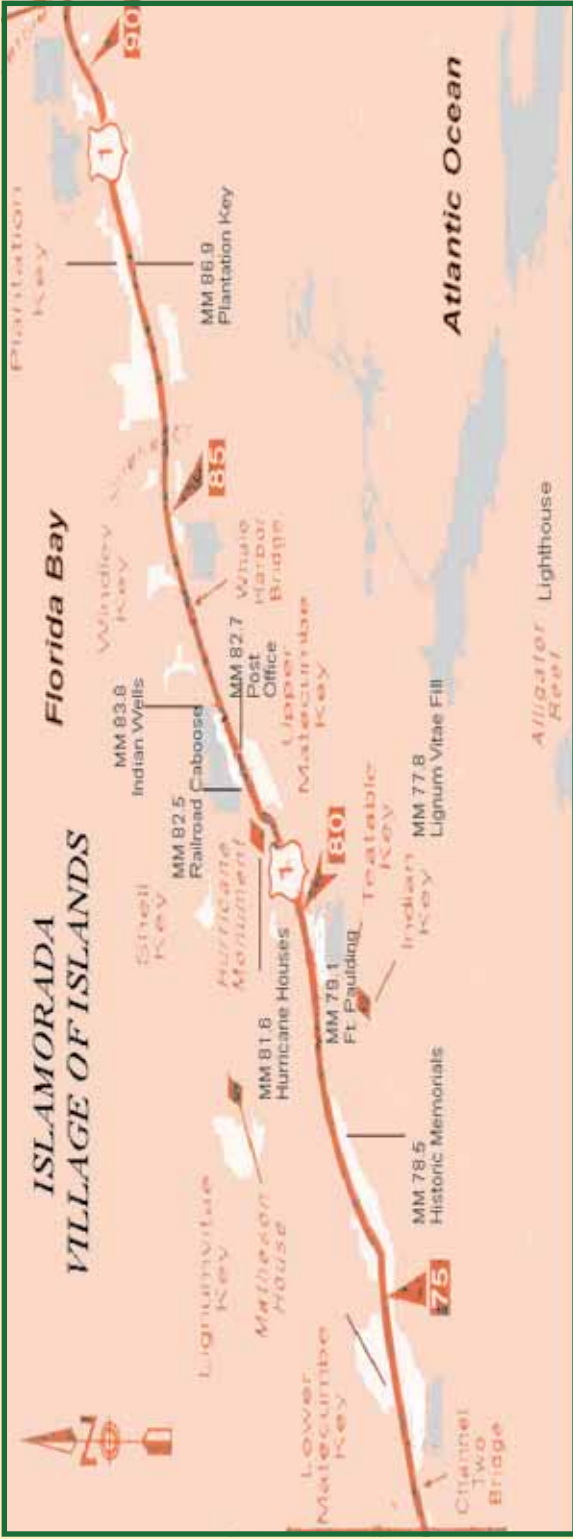 ISLAMORADA
VILLAGE OF ISLANDS
Florida Bay
Atlantic Ocean
Lower
Matecumbe
Key
Channel
Two
Bridge
75
Lignumvitae
Key
Matheson
House
MM 78.5
Historic Memorials
Shell
Key
Hurricane
Monument
MM 81.6
Hurricane Houses
MM 79.1
Ft. Paulding
Indian
Key
Teatable
Key
1
80
MM 77.8
Lignum Vitae Fill
MM 82.5
Railroad Caboose
MM 83.8
Indian Wells
MM 82.7
Post
Office
Upper
Matecumbe
Key
Windley
Key
Whale
Harbor
Bridge
85
Alligator
Reef
Lighthouse
Plantation
Key
MM 86.9
Plantation Key
1
90